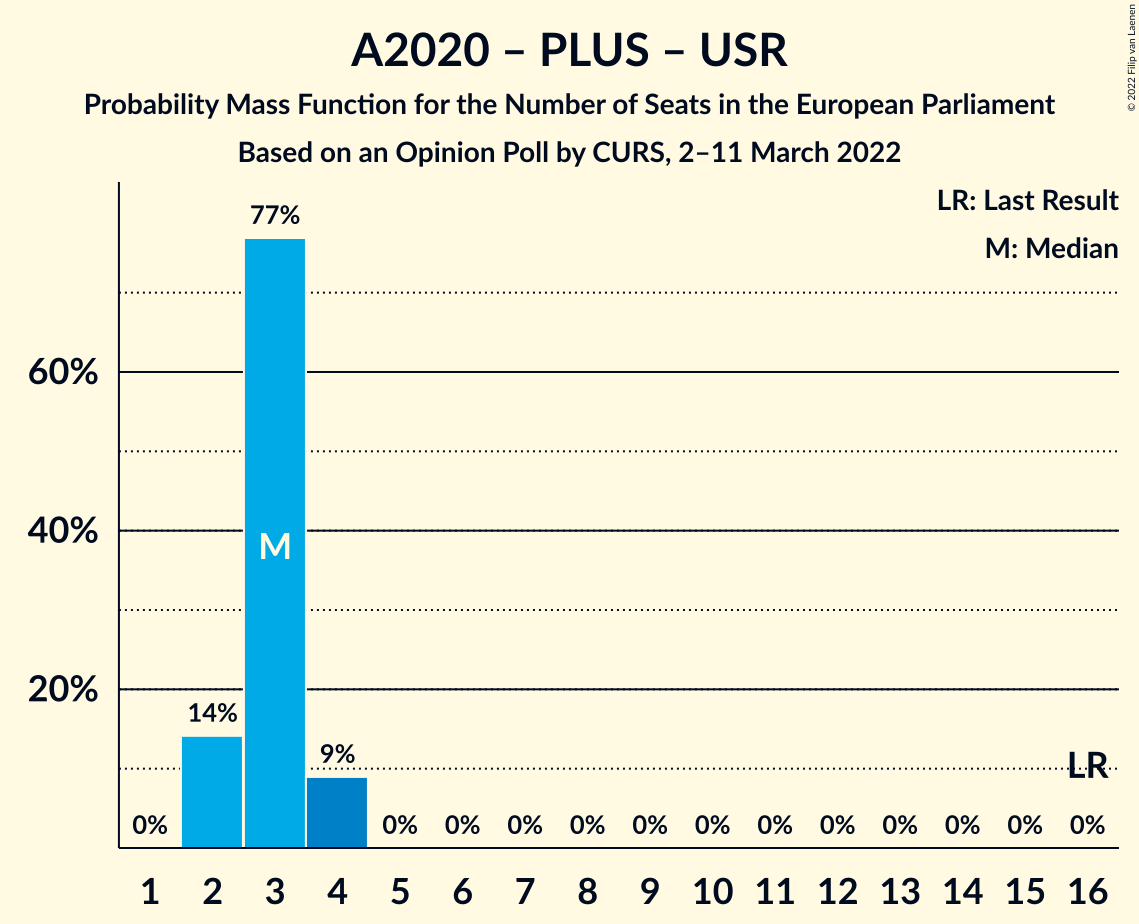 A2020 – PLUS – USR
Probability Mass Function for the Number of Seats in the European Parliament
Based on an Opinion Poll by CURS, 2–11 March 2022
© 2022 Filip van Laenen
LR: Last Result
M: Median
77%
60%
40%
M
20%
14%
9%
LR
0% 0% 0% 0% 0% 0% 0% 0% 0% 0% 0% 0% 0%
1 2 3 4 5 6 7 8 9 10 11 12 13 14 15 16